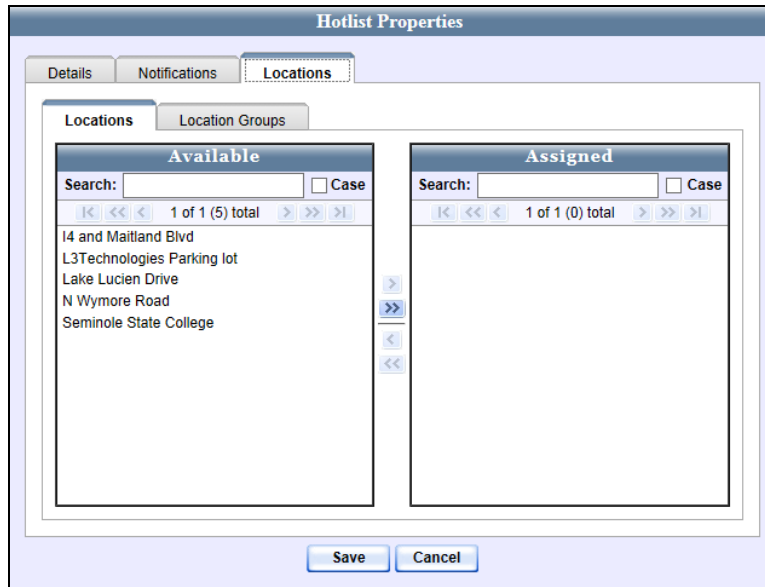 Hotlist Properties
Details Notifications Locations
Locations Location Groups
Available
Search: Case
|< << < 1 of 1 (5) total > >> >|
I4 and Maitland Blvd
L3Technologies Parking lot
Lake Lucien Drive
N Wymore Road
Seminole State College
>
>>
<
<<
Assigned
Search: Case
|< << < 1 of 1 (0) total > >> >|
Save Cancel